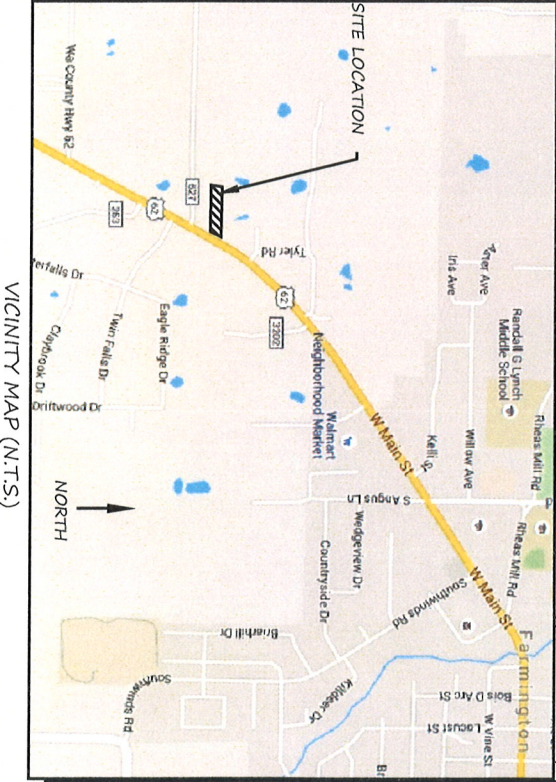 SITE LOCATION
Wa County Hwy 62
627
62
263
Tyler Rd
62
3202
Iris Ave
Randall G Lynch
Middle School
Rheas Mill Rd
Willow Ave
Kelli St
Neighborhood Market
Walmart
W Main St
S Angus Ln
Rheas Mill Rd
W Main St
Wedgeview Dr
Countryside Dr
Southwinds Rd
Farmington
Bois D Arc St
Locust St
W Vine St
Briarhill Dr
Kildeer Dr
Southwinds Rd
Eagle Ridge Dr
Twin Falls Dr
Claybrook Dr
Driftwood Dr
NORTH
VICINITY MAP (N.T.S.)